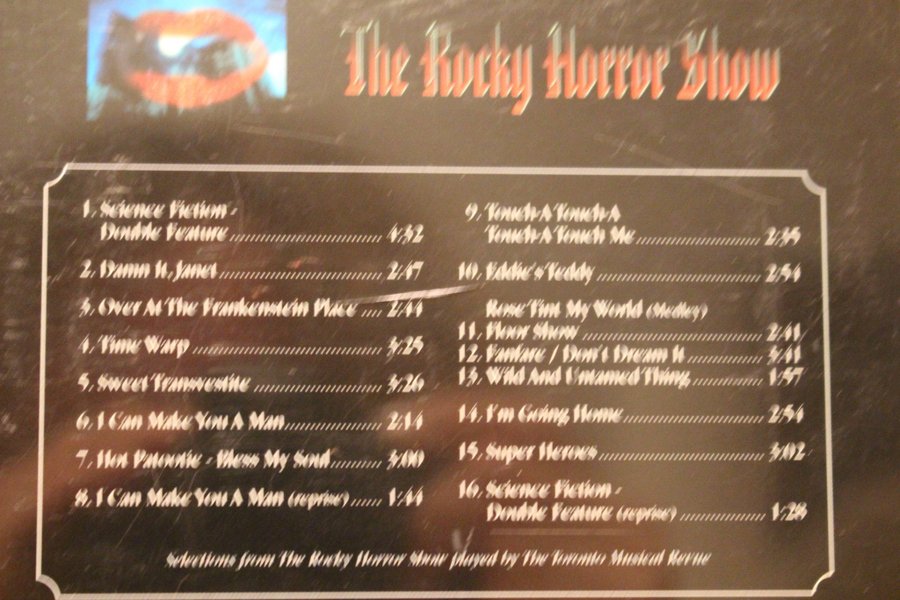 The Rocky Horror Show
1. Science Fiction -
Double Feature 4:32
2. Damn It, Janet 2:47
3. Over At The Frankenstein Place 2:44
4. Time Warp 3:25
5. Sweet Transvestite 3:26
6. I Can Make You A Man 2:14
7. Hot Patootie - Bless My Soul 3:00
8. I Can Make You A Man (reprise) 1:44
9. Touch-A Touch-A
Touch-A Touch Me 2:35
10. Eddie's Teddy 2:54
Rose Tint My World (Medley)
11. Floor Show 2:41
12. Fanfare / Don't Dream It 3:41
13. Wild And Untamed Thing 1:57
14. I'm Going Home 2:54
15. Super Heroes 3:02
16. Science Fiction -
Double Feature (reprise) 1:28
Selections from The Rocky Horror Show played by The Toronto Musical Revue